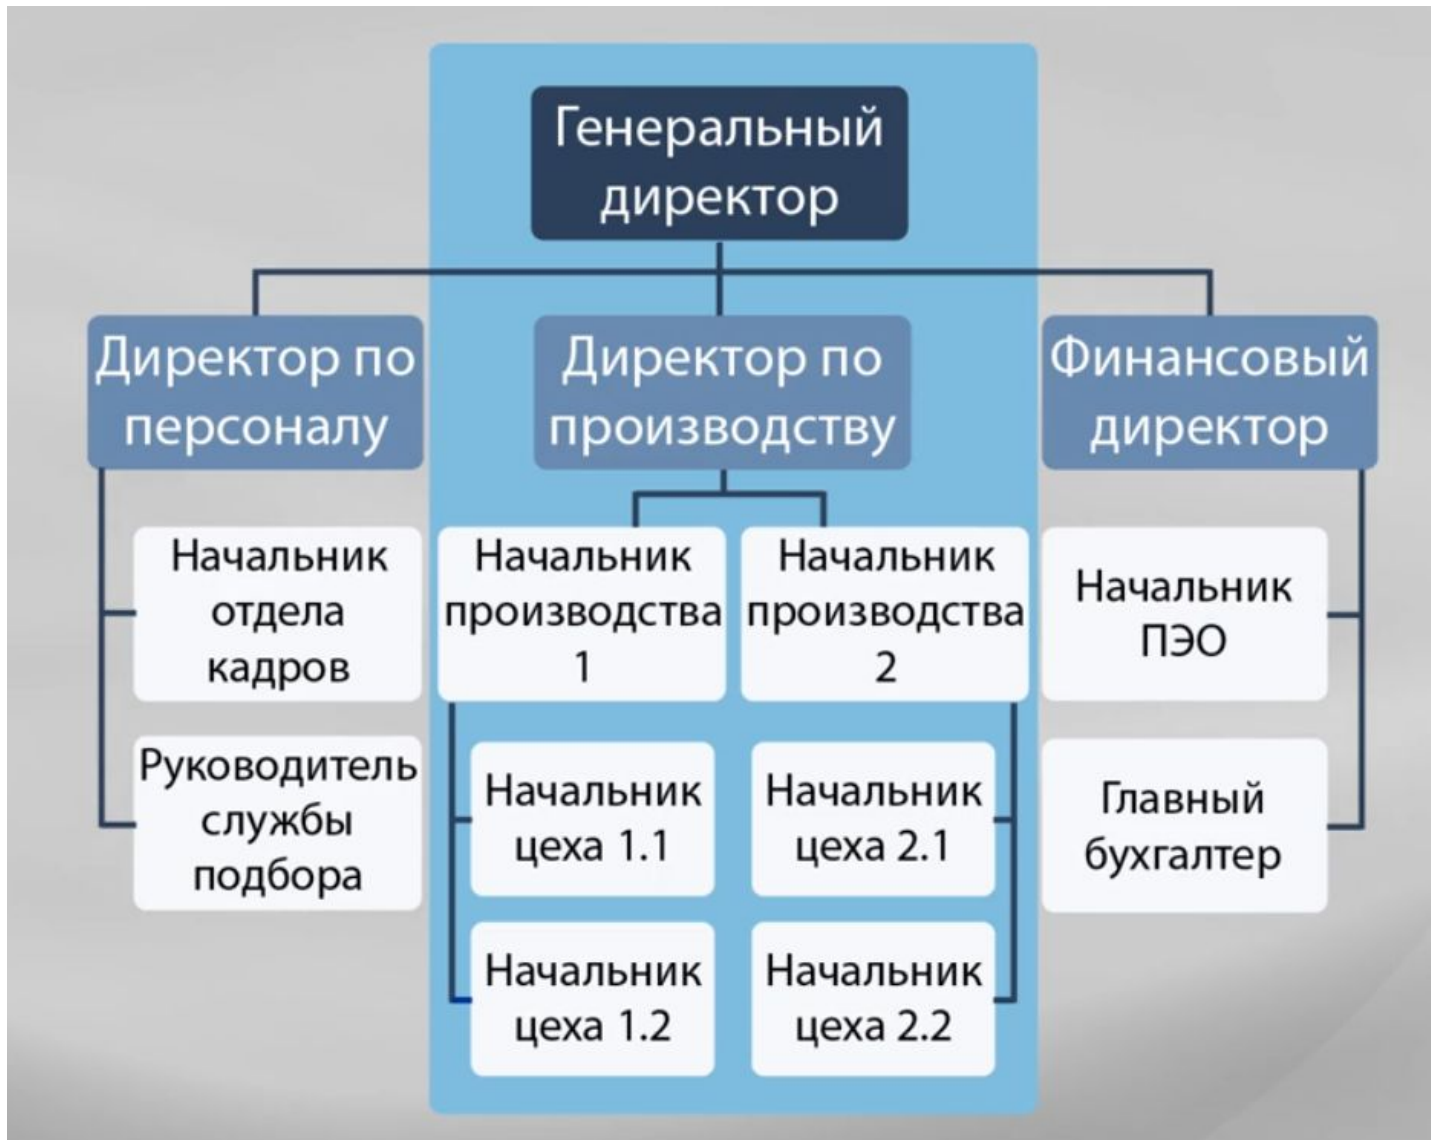 Генеральный
директор
Директор по
персоналу
Директор по
производству
Финансовый
директор
Начальник
отдела
кадров
Начальник
производства
1
Начальник
производства
2
Начальник
ПЭО
Руководитель
службы
подбора
Начальник
цеха 1.1
Начальник
цеха 2.1
Главный
бухгалтер
Начальник
цеха 1.2
Начальник
цеха 2.2